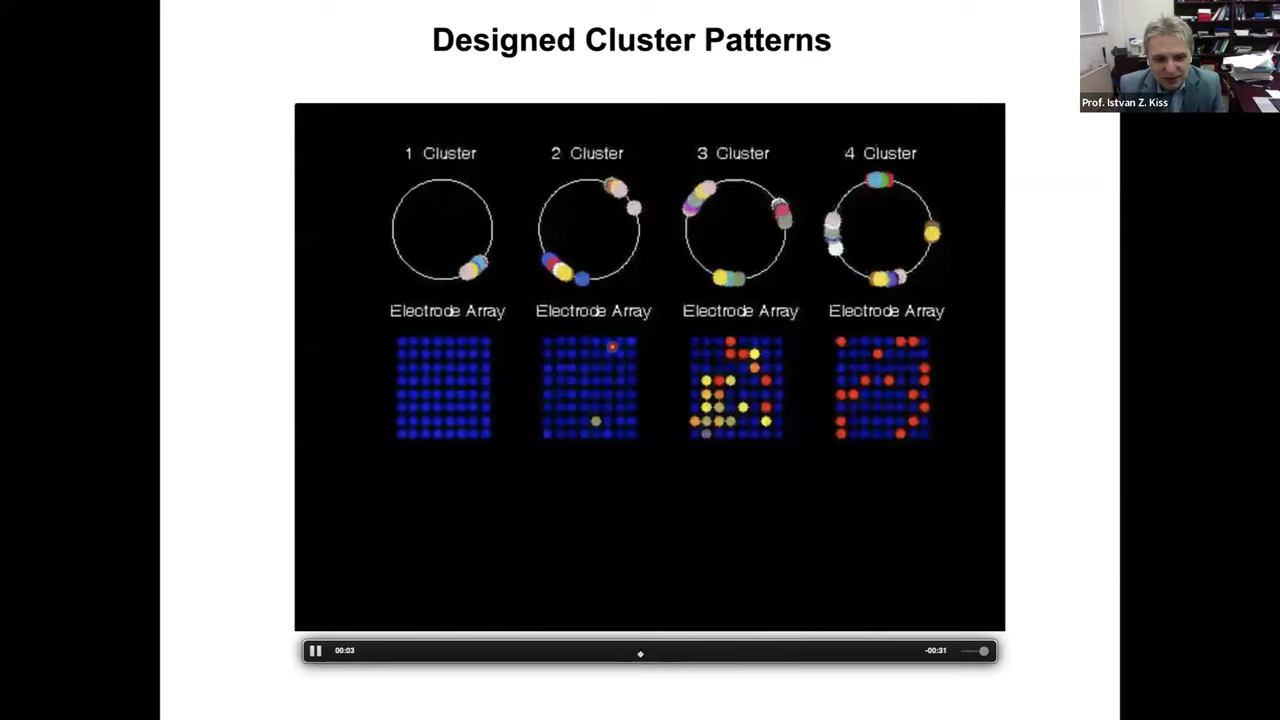 Designed Cluster Patterns
Prof. Istvan Z. Kiss
1 Cluster 2 Cluster 3 Cluster 4 Cluster
Electrode Array Electrode Array Electrode Array Electrode Array
00:03 -00:31